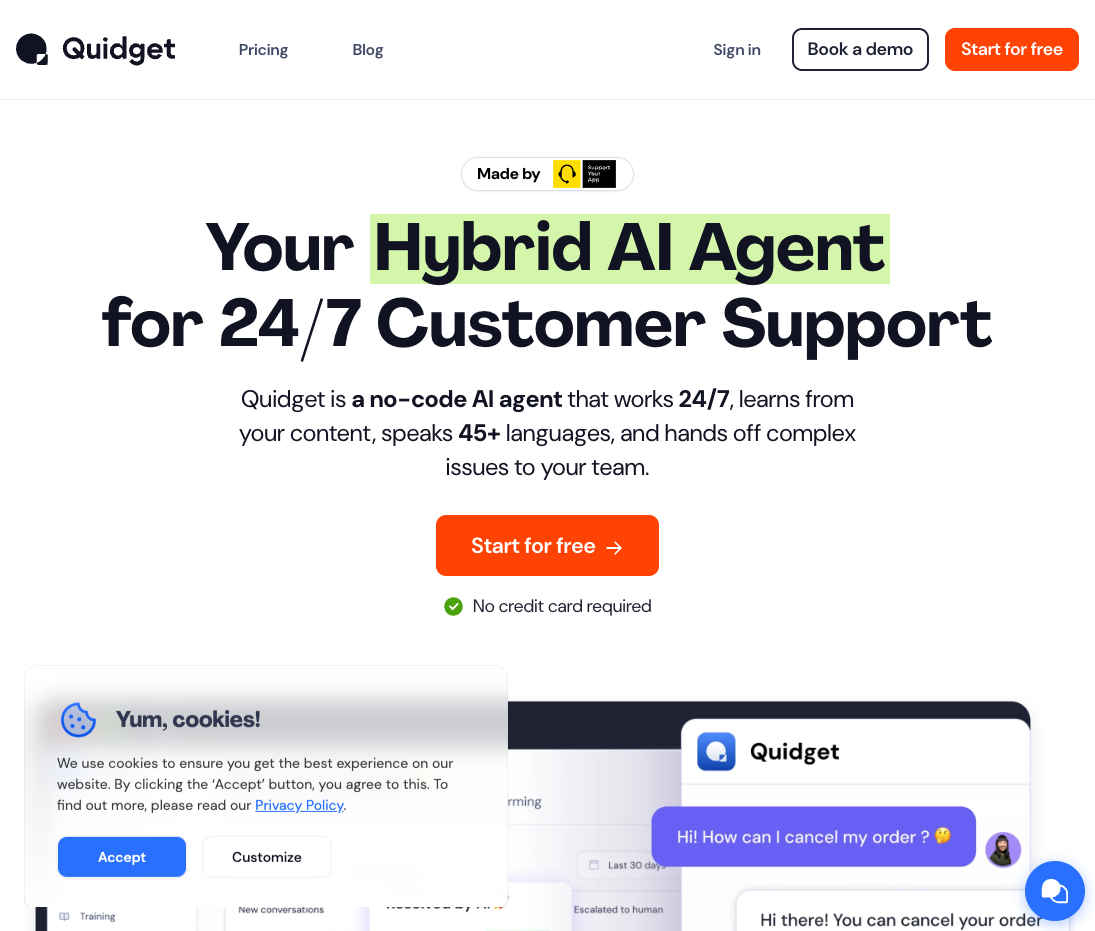 Quidget
Pricing
Blog
Sign in
Book a demo
Start for free
Made by
Support
Your
App
Your Hybrid AI Agent
for 24/7 Customer Support
Quidget is a no-code AI agent that works 24/7, learns from
your content, speaks 45+ languages, and hands off complex
issues to your team.
Start for free →
No credit card required
Yum, cookies!
We use cookies to ensure you get the best experience on our
website. By clicking the ‘Accept’ button, you agree to this. To
find out more, please read our Privacy Policy.
Accept
Customize
Quidget
Hi! How can I cancel my order ? 🤔
Last 30 days
Training
New conversations
Escalated to human
Hi there! You can cancel your order